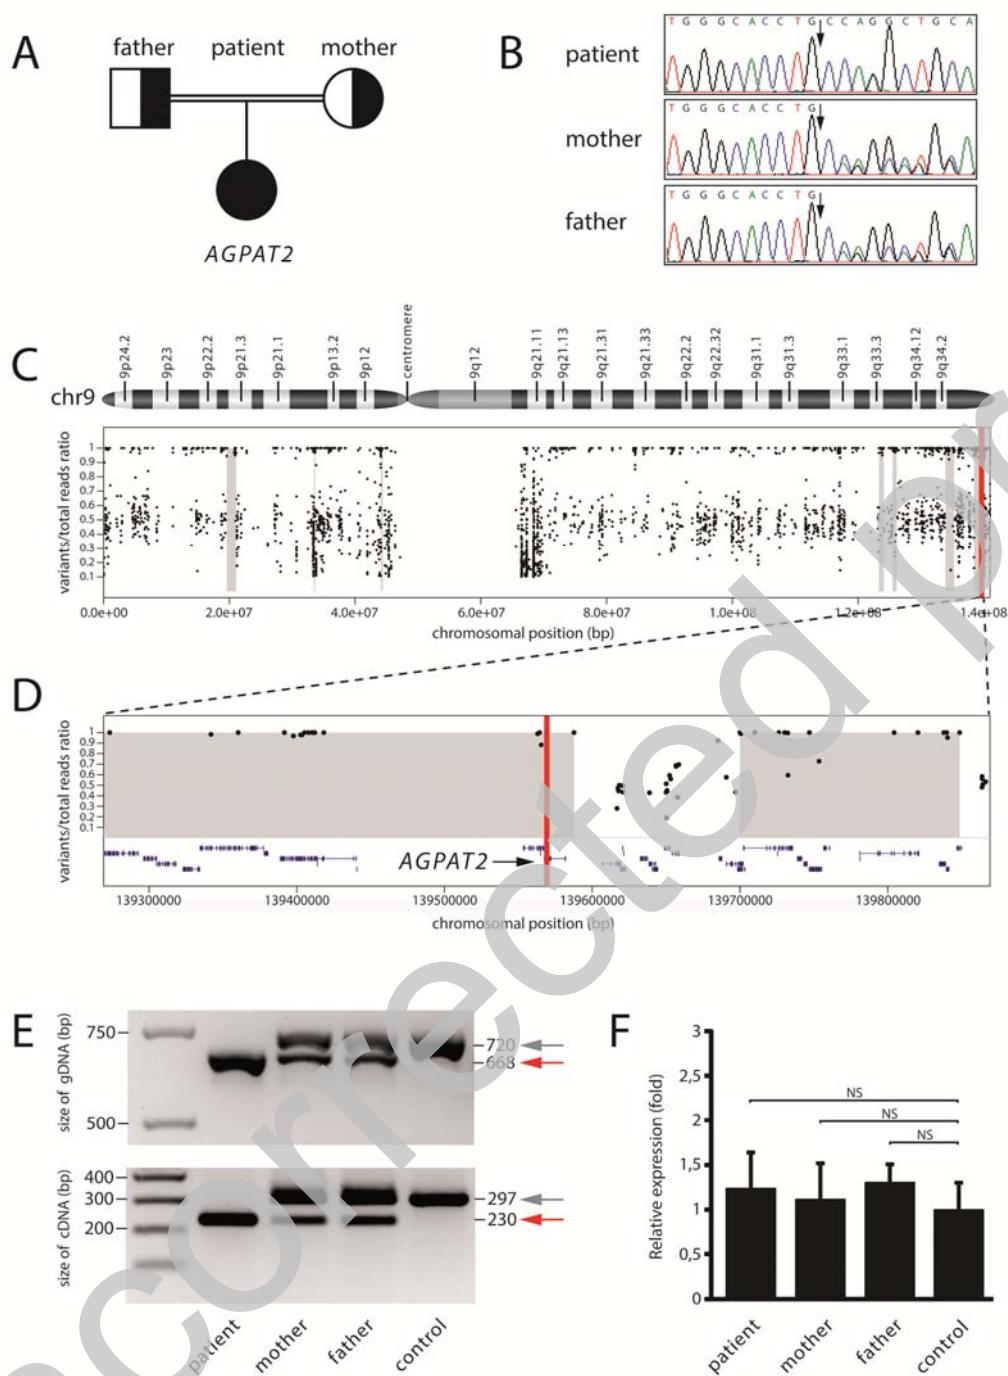 A
father patient mother
AGPAT2
B
patient
T G G G C A C C T G C C A G G C T G C A
mother
T G G G C A C C T G
father
T G G G C A C C T G
C
9p24.2 9p23 9p22.2 9p21.3 9p21.1 9p13.2 9p12 centromere 9q12 9q21.11 9q21.13 9q21.31 9q21.33 9q22.2 9q22.32 9q31.1 9q31.3 9q33.1 9q33.3 9q34.12 9q34.2
chr9
variants/total reads ratio
1
0.9
0.8
0.7
0.6
0.5
0.4
0.3
0.2
0.1
0.0e+00 2.0e+07 4.0e+07 6.0e+07 8.0e+07 1.0e+08 1.2e+08 1.4e+08
chromosomal position (bp)
D
variants/total reads ratio
1
0.9
0.8
0.7
0.6
0.5
0.4
0.3
0.2
0.1
AGPAT2
139300000 139400000 139500000 139600000 139700000 139800000
chromosomal position (bp)
E
size of gDNA (bp)
750
500
720
668
size of cDNA (bp)
400
300
200
297
230
patient mother father control
F
Relative expression (fold)
3
2,5
2
1,5
1
0,5
0
NS
NS
NS
patient mother father control